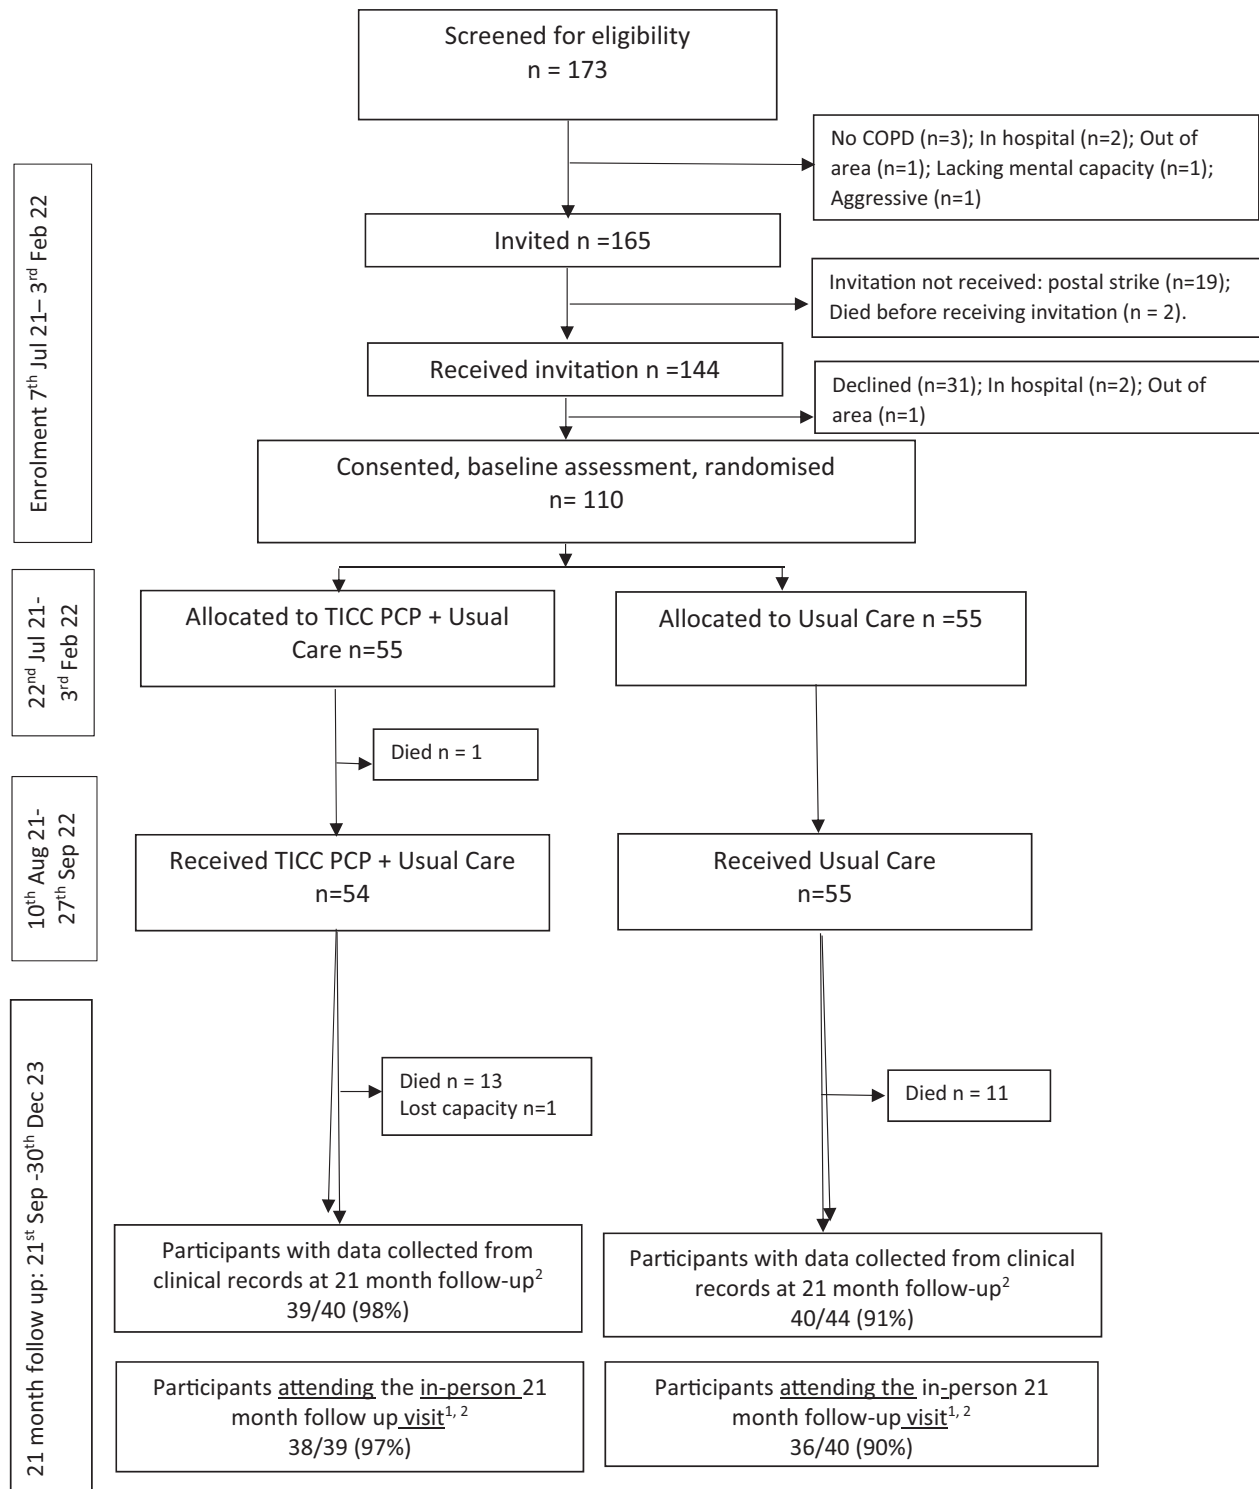 Screened for eligibility
n = 173
No COPD (n=3); In hospital (n=2); Out of
area (n=1); Lacking mental capacity (n=1);
Aggressive (n=1)
Enrolment 7th Jul 21– 3rd Feb 22
Invited n =165
Invitation not received: postal strike (n=19);
Died before receiving invitation (n = 2).
Received invitation n =144
Declined (n=31); In hospital (n=2); Out of
area (n=1)
Consented, baseline assessment, randomised
n= 110
22nd Jul 21-
3rd Feb 22
Allocated to TICC PCP + Usual
Care n=55
Allocated to Usual Care n =55
Died n = 1
10th Aug 21-
27th Sep 22
Received TICC PCP + Usual Care
n=54
Received Usual Care
n=55
21 month follow up: 21st Sep -30th Dec 23
Died n = 13
Lost capacity n=1
Died n = 11
Participants with data collected from
clinical records at 21 month follow-up2
39/40 (98%)
Participants with data collected from clinical
records at 21 month follow-up2
40/44 (91%)
Participants attending the in-person 21
month follow up visit1, 2
38/39 (97%)
Participants attending the in-person 21
month follow-up visit1, 2
36/40 (90%)